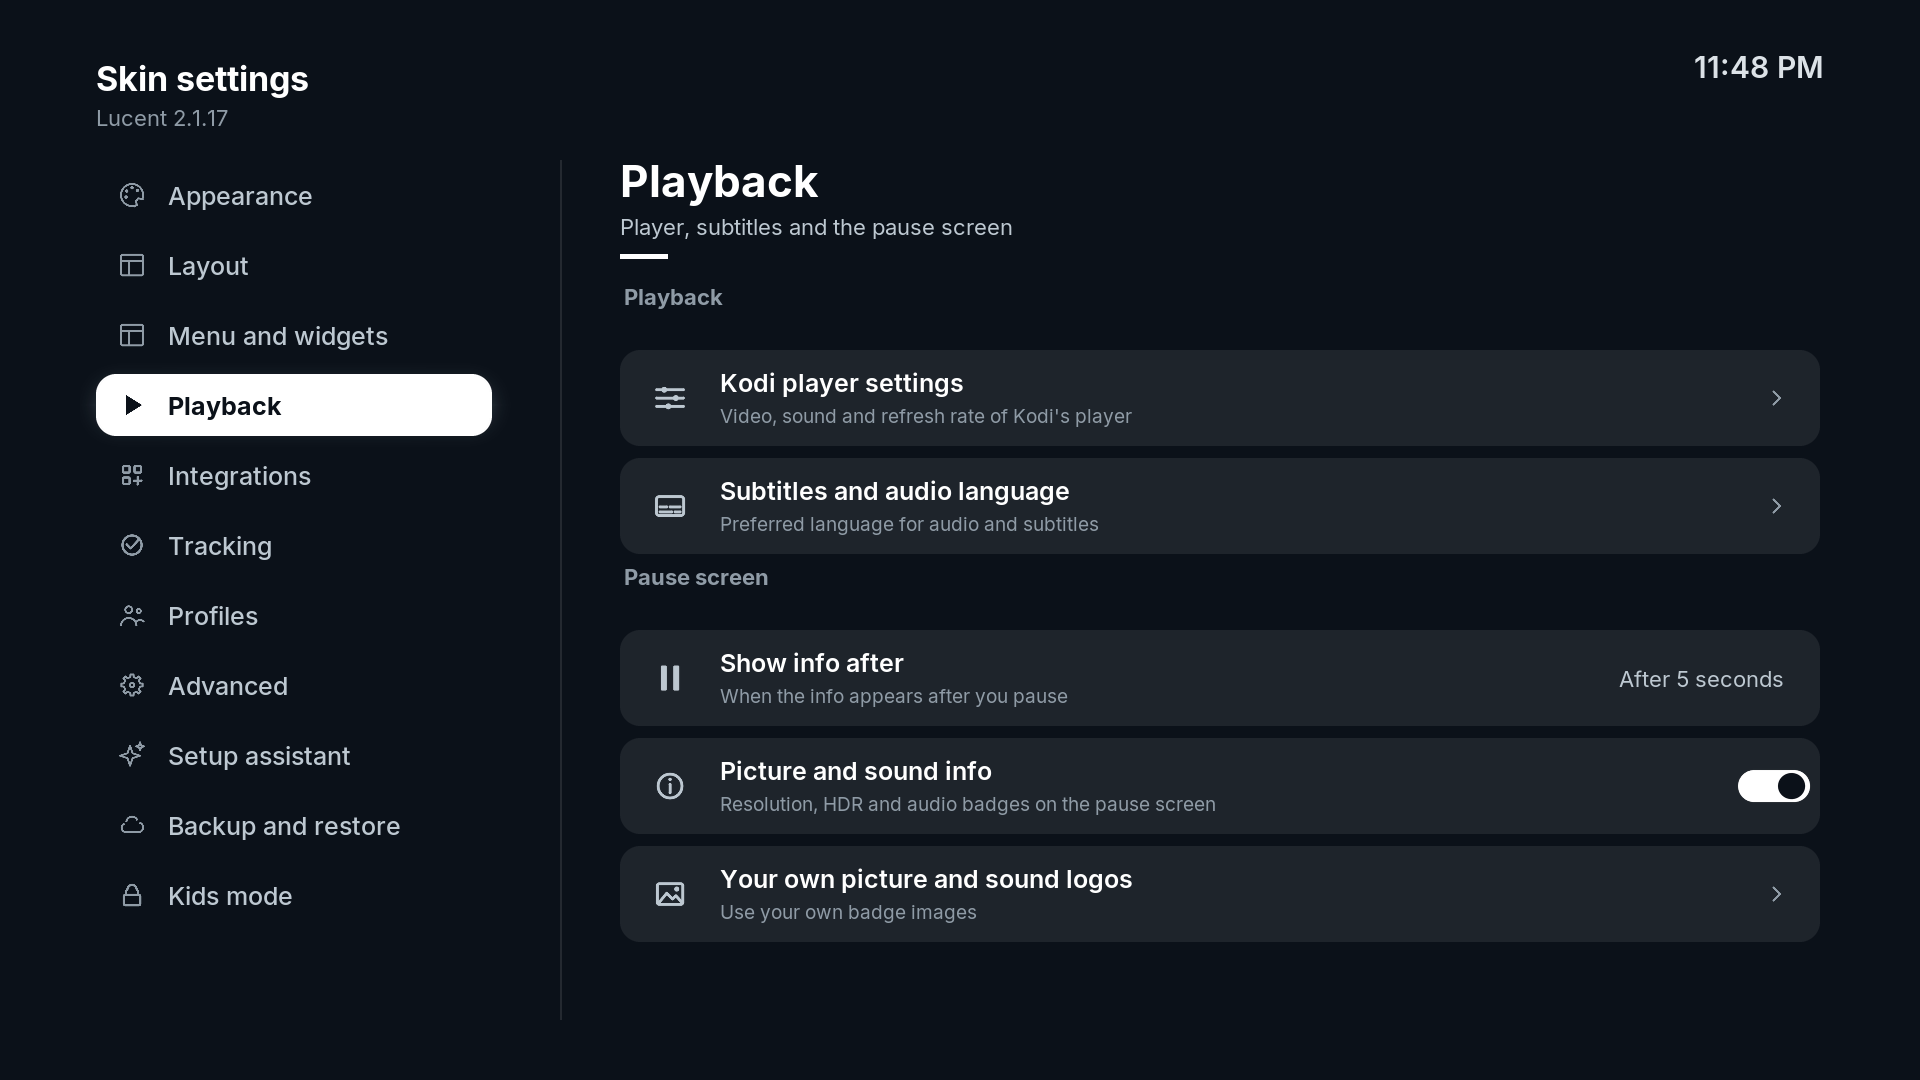 Skin settings
Lucent 2.1.17
11:48 PM
Appearance
Layout
Menu and widgets
Playback
Integrations
Tracking
Profiles
Advanced
Setup assistant
Backup and restore
Kids mode
Playback
Player, subtitles and the pause screen
Playback
Kodi player settings
Video, sound and refresh rate of Kodi's player
Subtitles and audio language
Preferred language for audio and subtitles
Pause screen
Show info after
When the info appears after you pause
After 5 seconds
Picture and sound info
Resolution, HDR and audio badges on the pause screen
Your own picture and sound logos
Use your own badge images